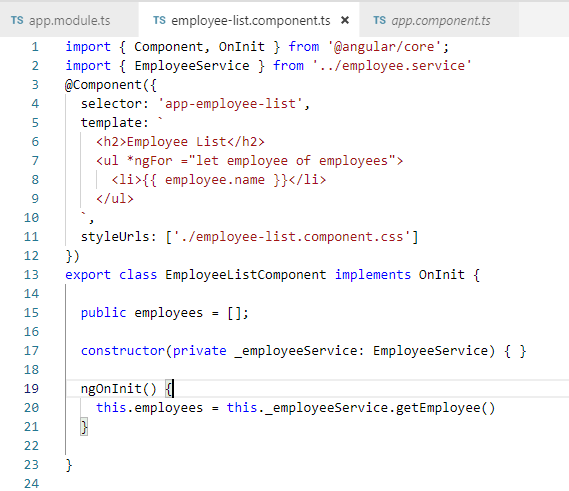 TS app.module.ts TS employee-list.component.ts × TS app.component.ts
1 import { Component, OnInit } from '@angular/core';
2 import { EmployeeService } from '../employee.service'
3 @Component({
4   selector: 'app-employee-list',
5   template: `
6     <h2>Employee List</h2>
7     <ul *ngFor ="let employee of employees">
8       <li>{{ employee.name }}</li>
9     </ul>
10   `,
11   styleUrls: ['./employee-list.component.css']
12 })
13 export class EmployeeListComponent implements OnInit {
14
15   public employees = [];
16
17   constructor(private _employeeService: EmployeeService) { }
18
19   ngOnInit() {
20     this.employees = this._employeeService.getEmployee()
21   }
22
23 }
24